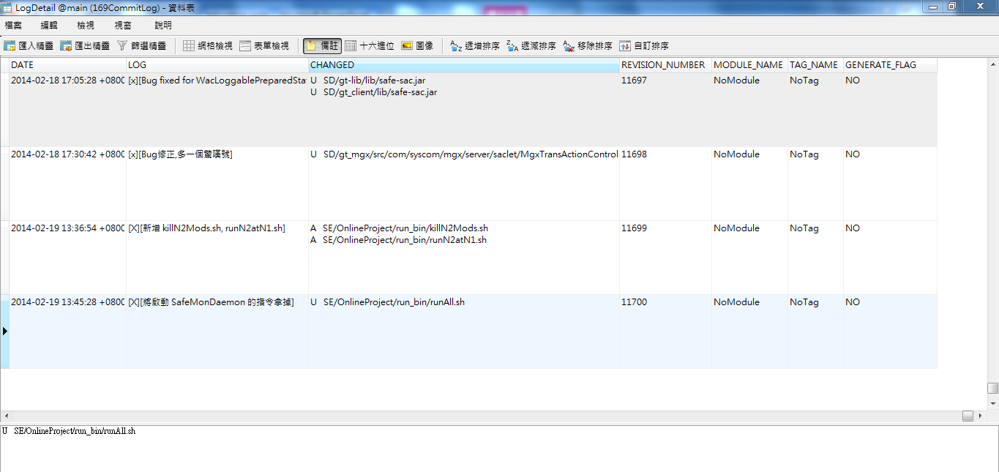 LogDetail @main (169CommitLog) - 資料表
檔案 編輯 檢視 視窗 說明
匯入精靈 匯出精靈 篩選精靈 網格檢視 表單檢視 備註 十六進位 圖像 遞增排序 遞減排序 移除排序 自訂排序
DATE LOG CHANGED REVISION_NUMBER MODULE_NAME TAG_NAME GENERATE_FLAG
2014-02-18 17:05:28 +0800 [x][Bug fixed for WacLoggablePreparedSta U SD/gt-lib/lib/safe-sac.jar 11697 NoModule NoTag NO
U SD/gt_client/lib/safe-sac.jar
2014-02-18 17:30:42 +0800 [x][Bug修正,多一個驚嘆號] U SD/gt_mgx/src/com/syscom/mgx/server/saclet/MgxTransActionControl 11698 NoModule NoTag NO
2014-02-19 13:36:54 +0800 [X][新增 killN2Mods.sh, runN2atN1.sh] A SE/OnlineProject/run_bin/killN2Mods.sh 11699 NoModule NoTag NO
A SE/OnlineProject/run_bin/runN2atN1.sh
2014-02-19 13:45:28 +0800 [X][將啟動 SafeMonDaemon 的指令拿掉] U SE/OnlineProject/run_bin/runAll.sh 11700 NoModule NoTag NO
U SE/OnlineProject/run_bin/runAll.sh